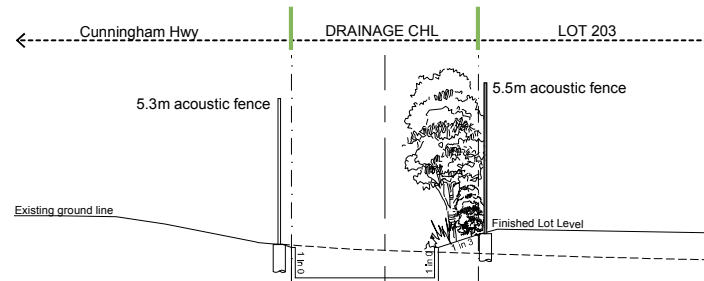 Cunningham Hwy
DRAINAGE CHL
LOT 203
5.3m acoustic fence
5.5m acoustic fence
Existing ground line
Finished Lot Level
1 in 0
1 in 0
1 in 3